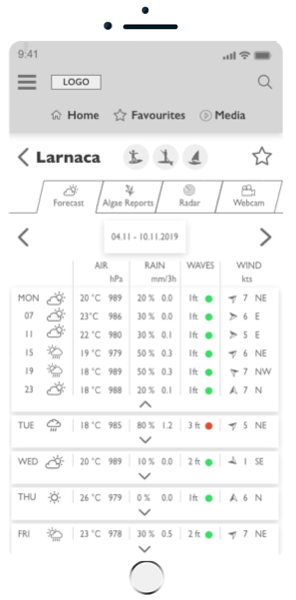 9:41
LOGO
Home Favourites Media
Larnaca
Forecast Algae Reports Radar Webcam
04.11 - 10.11.2019
AIR RAIN WAVES WIND
hPa mm/3h kts
MON 20 °C 989 20 % 0.0 1ft 7 NE
07 23°C 986 30 % 0.0 1ft 6 E
11 22 °C 980 30 % 0.1 1ft 5 E
15 19 °C 979 50 % 0.3 1ft 6 NE
19 18 °C 989 50 % 0.3 1ft 7 NW
23 18 °C 988 20 % 0.1 1ft 7 N
TUE 18 °C 985 80 % 1.2 3 ft 5 NE
WED 20 °C 989 10 % 0.0 2 ft 1 SE
THU 26 °C 979 0 % 0.0 1ft 6 N
FRI 23 °C 978 30 % 0.5 2 ft 7 NE